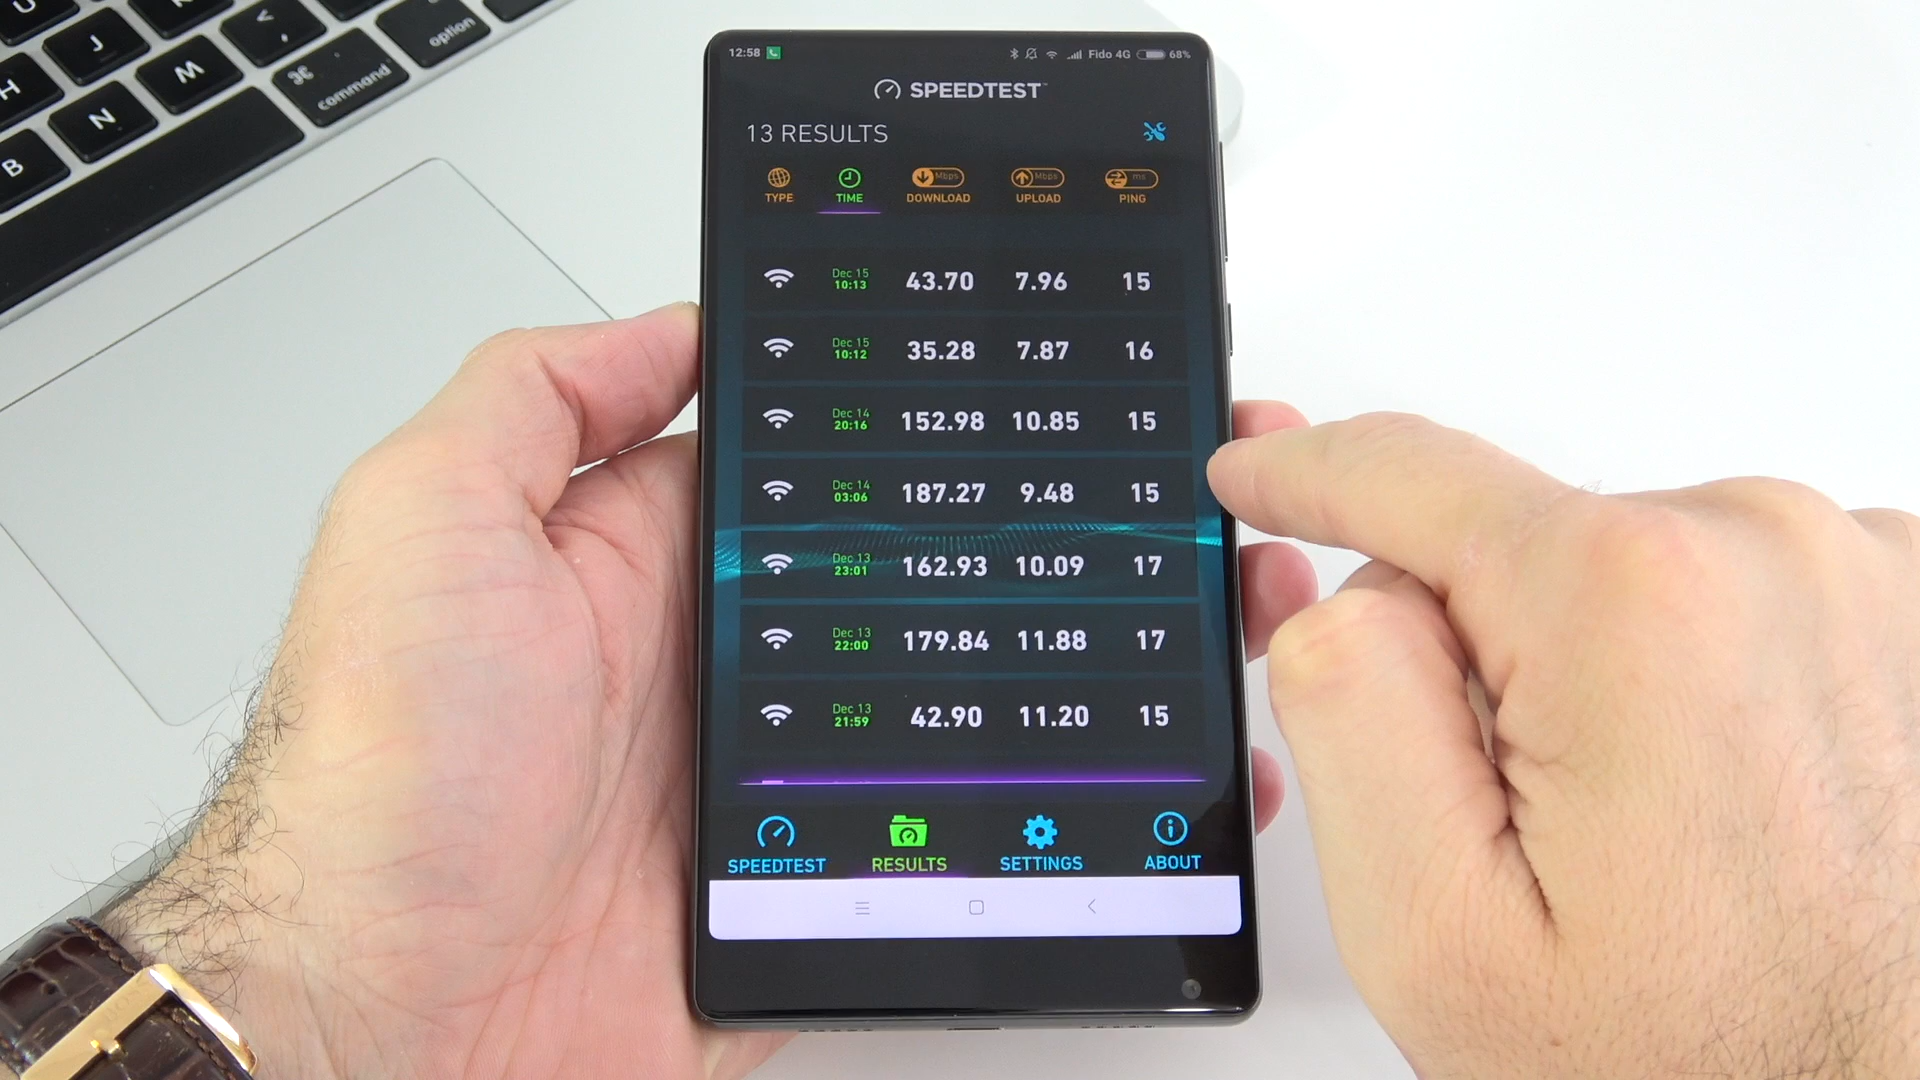 U
J
<
,
option
H
M
⌘
command
N
B
12:58 Fido 4G 68%
SPEEDTEST
13 RESULTS
Mbps Mbps ms
TYPE TIME DOWNLOAD UPLOAD PING
Dec 15
10:13 43.70 7.96 15
Dec 15
10:12 35.28 7.87 16
Dec 14
20:16 152.98 10.85 15
Dec 14
03:06 187.27 9.48 15
Dec 13
23:01 162.93 10.09 17
Dec 13
22:00 179.84 11.88 17
Dec 13
21:59 42.90 11.20 15
SPEEDTEST RESULTS SETTINGS ABOUT